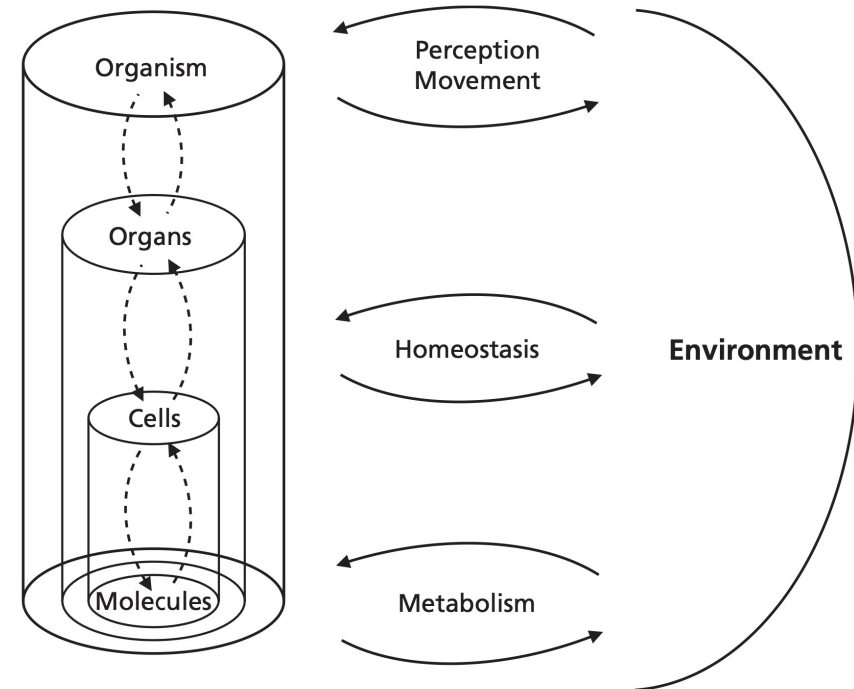 Organism
Perception
Movement
Organs
Homeostasis
Environment
Cells
Molecules
Metabolism